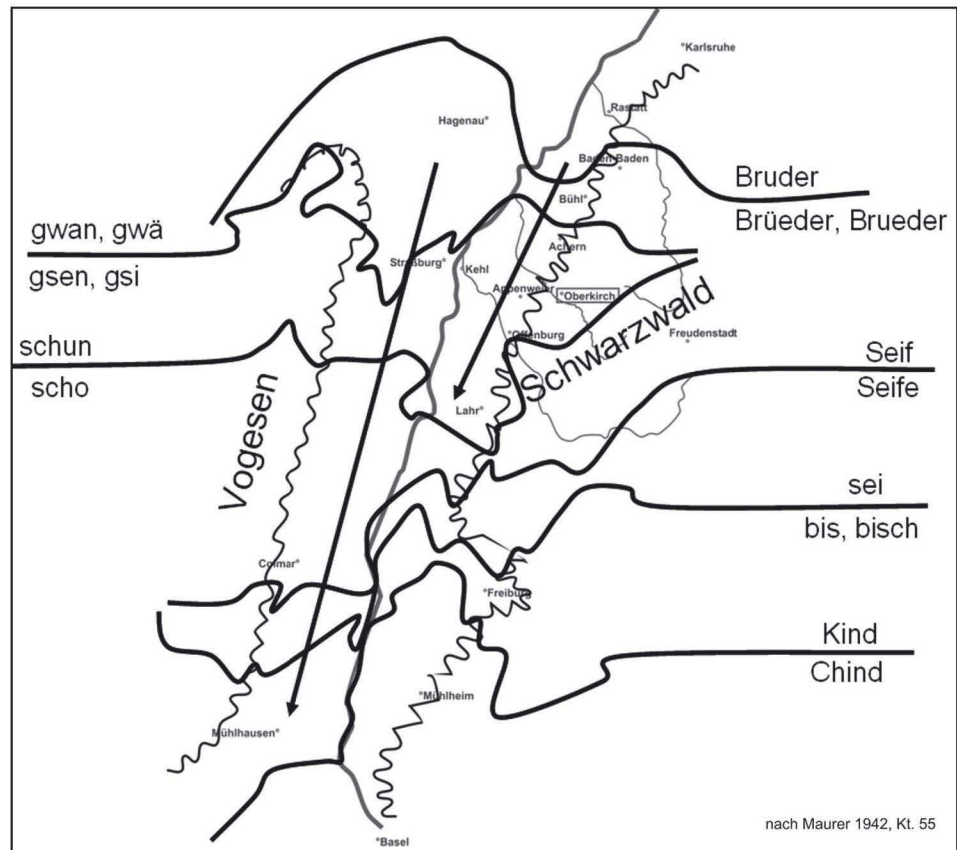 °Karlsruhe
Rastatt
Hagenau°
Baden-Baden
Bruder
Brüeder, Brueder
Bühl°
gwan, gwä
gsen, gsi
Achern
Straßburg°
Kehl
Appenweier
°Oberkirch
°Offenburg
Freudenstadt
Schwarzwald
schun
scho
Seif
Seife
Vogesen
Lahr°
sei
bis, bisch
Colmar°
°Freiburg
Kind
Chind
°Mühlheim
Mühlhausen°
nach Maurer 1942, Kt. 55
°Basel